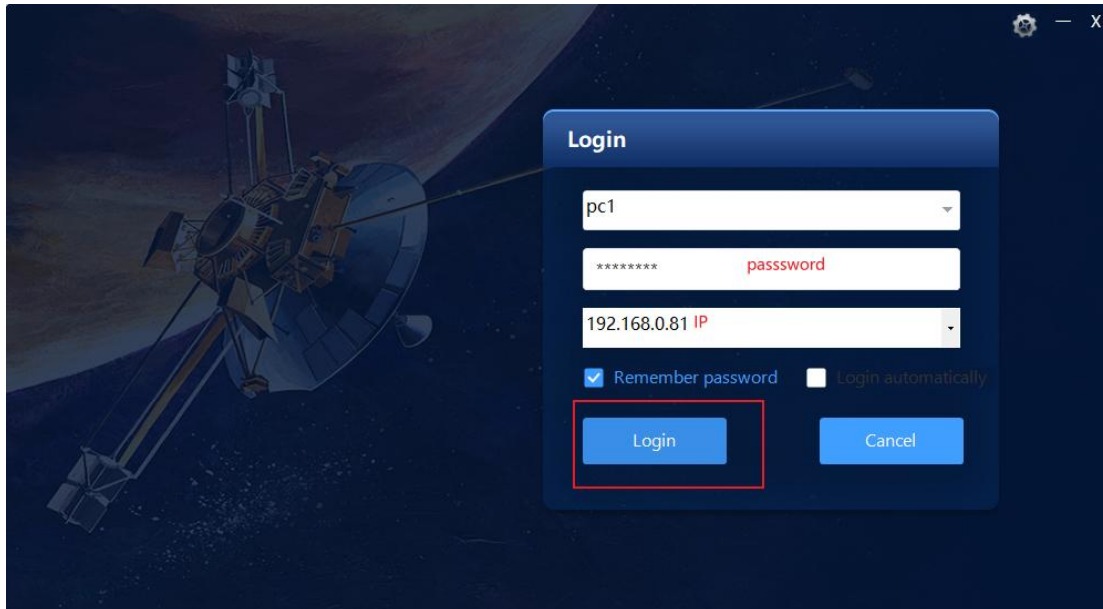 X
Login
pc1
******** passsword
192.168.0.81 IP
Remember password Login automatically
Login Cancel